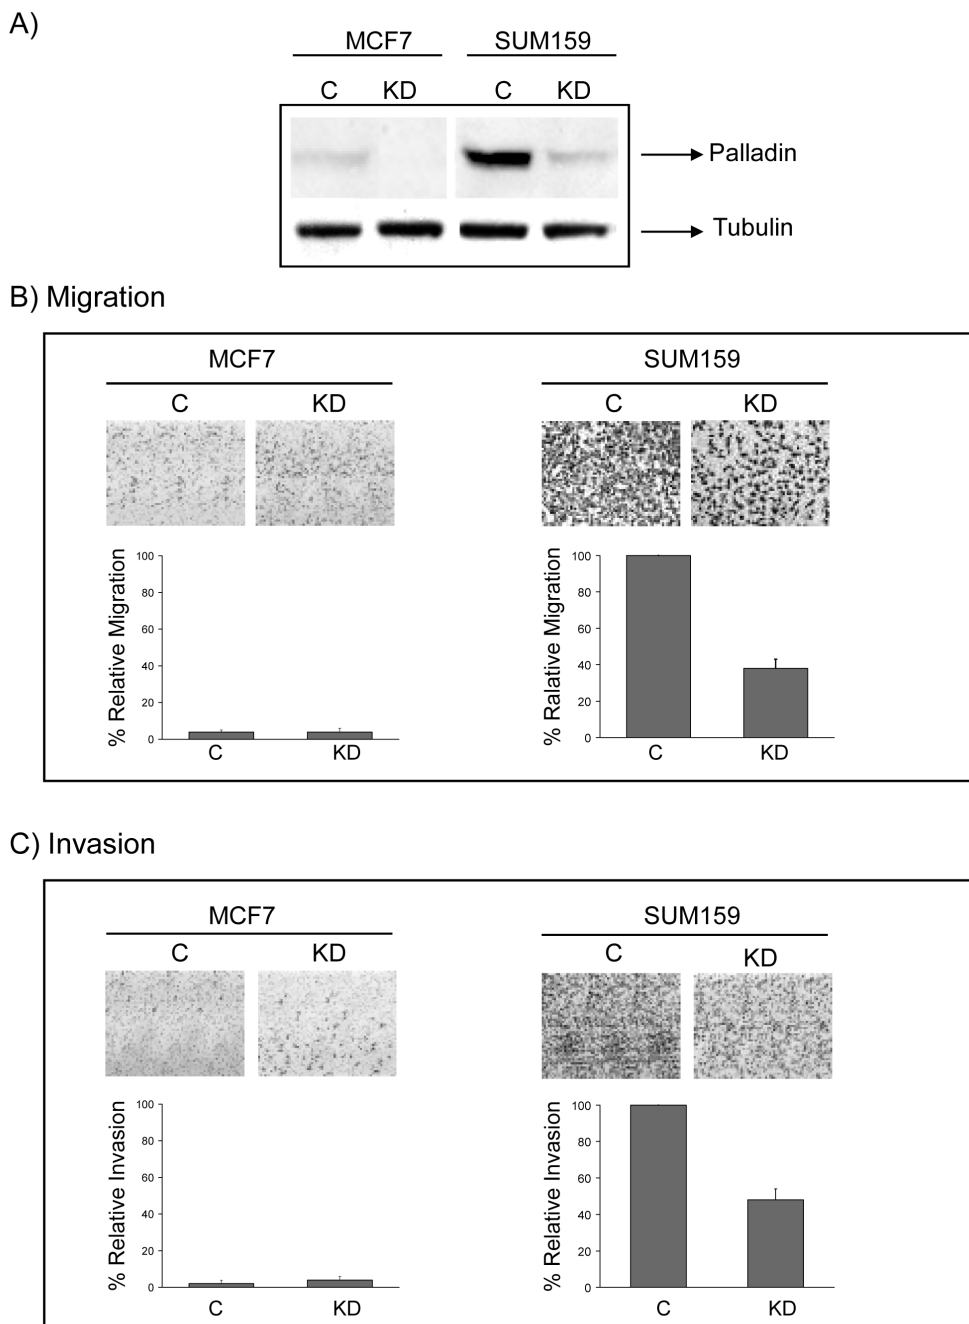 A)
MCF7 SUM159
C KD C KD
Palladin
Tubulin
B) Migration
MCF7 SUM159
C KD C KD
% Relative Migration
100
80
60
40
20
0
C KD
% Ralative Migration
100
80
60
40
20
0
C KD
C) Invasion
MCF7 SUM159
C KD C KD
% Relative Invasion
100
80
60
40
20
0
C KD
% Relative Invasion
100
80
60
40
20
0
C KD